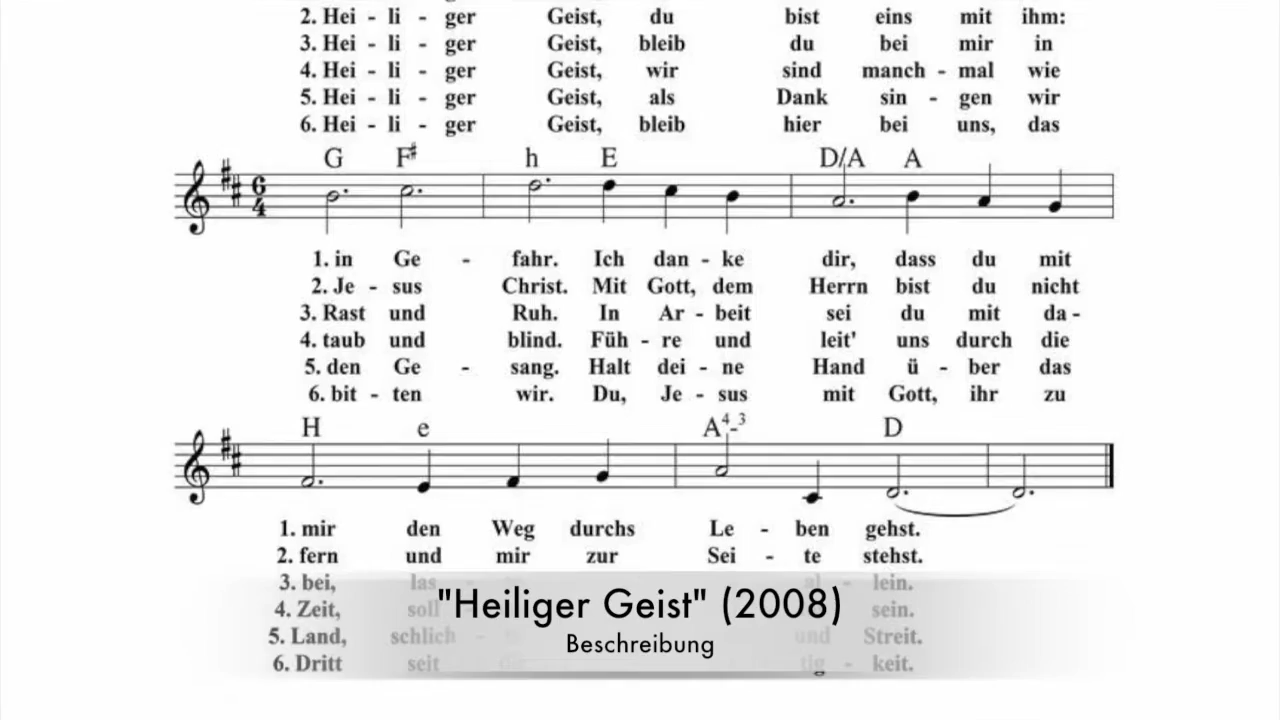 2. Hei - li - ger Geist, du bist eins mit ihm:
3. Hei - li - ger Geist, bleib du bei mir in
4. Hei - li - ger Geist, wir sind manch - mal wie
5. Hei - li - ger Geist, als Dank sin - gen wir
6. Hei - li - ger Geist, bleib hier bei uns, das
G F♯ h E D/A A
6
4
1. in Ge - fahr. Ich dan - ke dir, dass du mit
2. Je - sus Christ. Mit Gott, dem Herrn bist du nicht
3. Rast und Ruh. In Ar - beit sei du mit da -
4. taub und blind. Füh - re und leit' uns durch die
5. den Ge - sang. Halt dei - ne Hand ü - ber das
6. bit - ten wir. Du, Je - sus mit Gott, ihr zu
H e A4-3 D
1. mir den Weg durchs Le - ben gehst.
2. fern und mir zur Sei - te stehst.
3. bei, las - al - lein.
4. Zeit, soll sein.
"Heiliger Geist" (2008)
5. Land, schlich - und Streit.
Beschreibung
6. Dritt seit tig - keit.